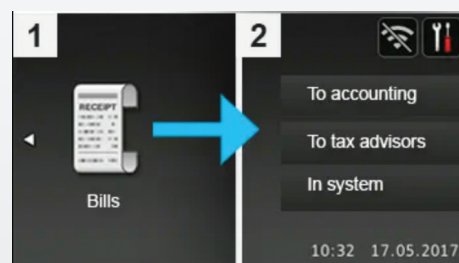 1
RECEIPT
Bills
2
To accounting
To tax advisors
In system
10:32 17.05.2017